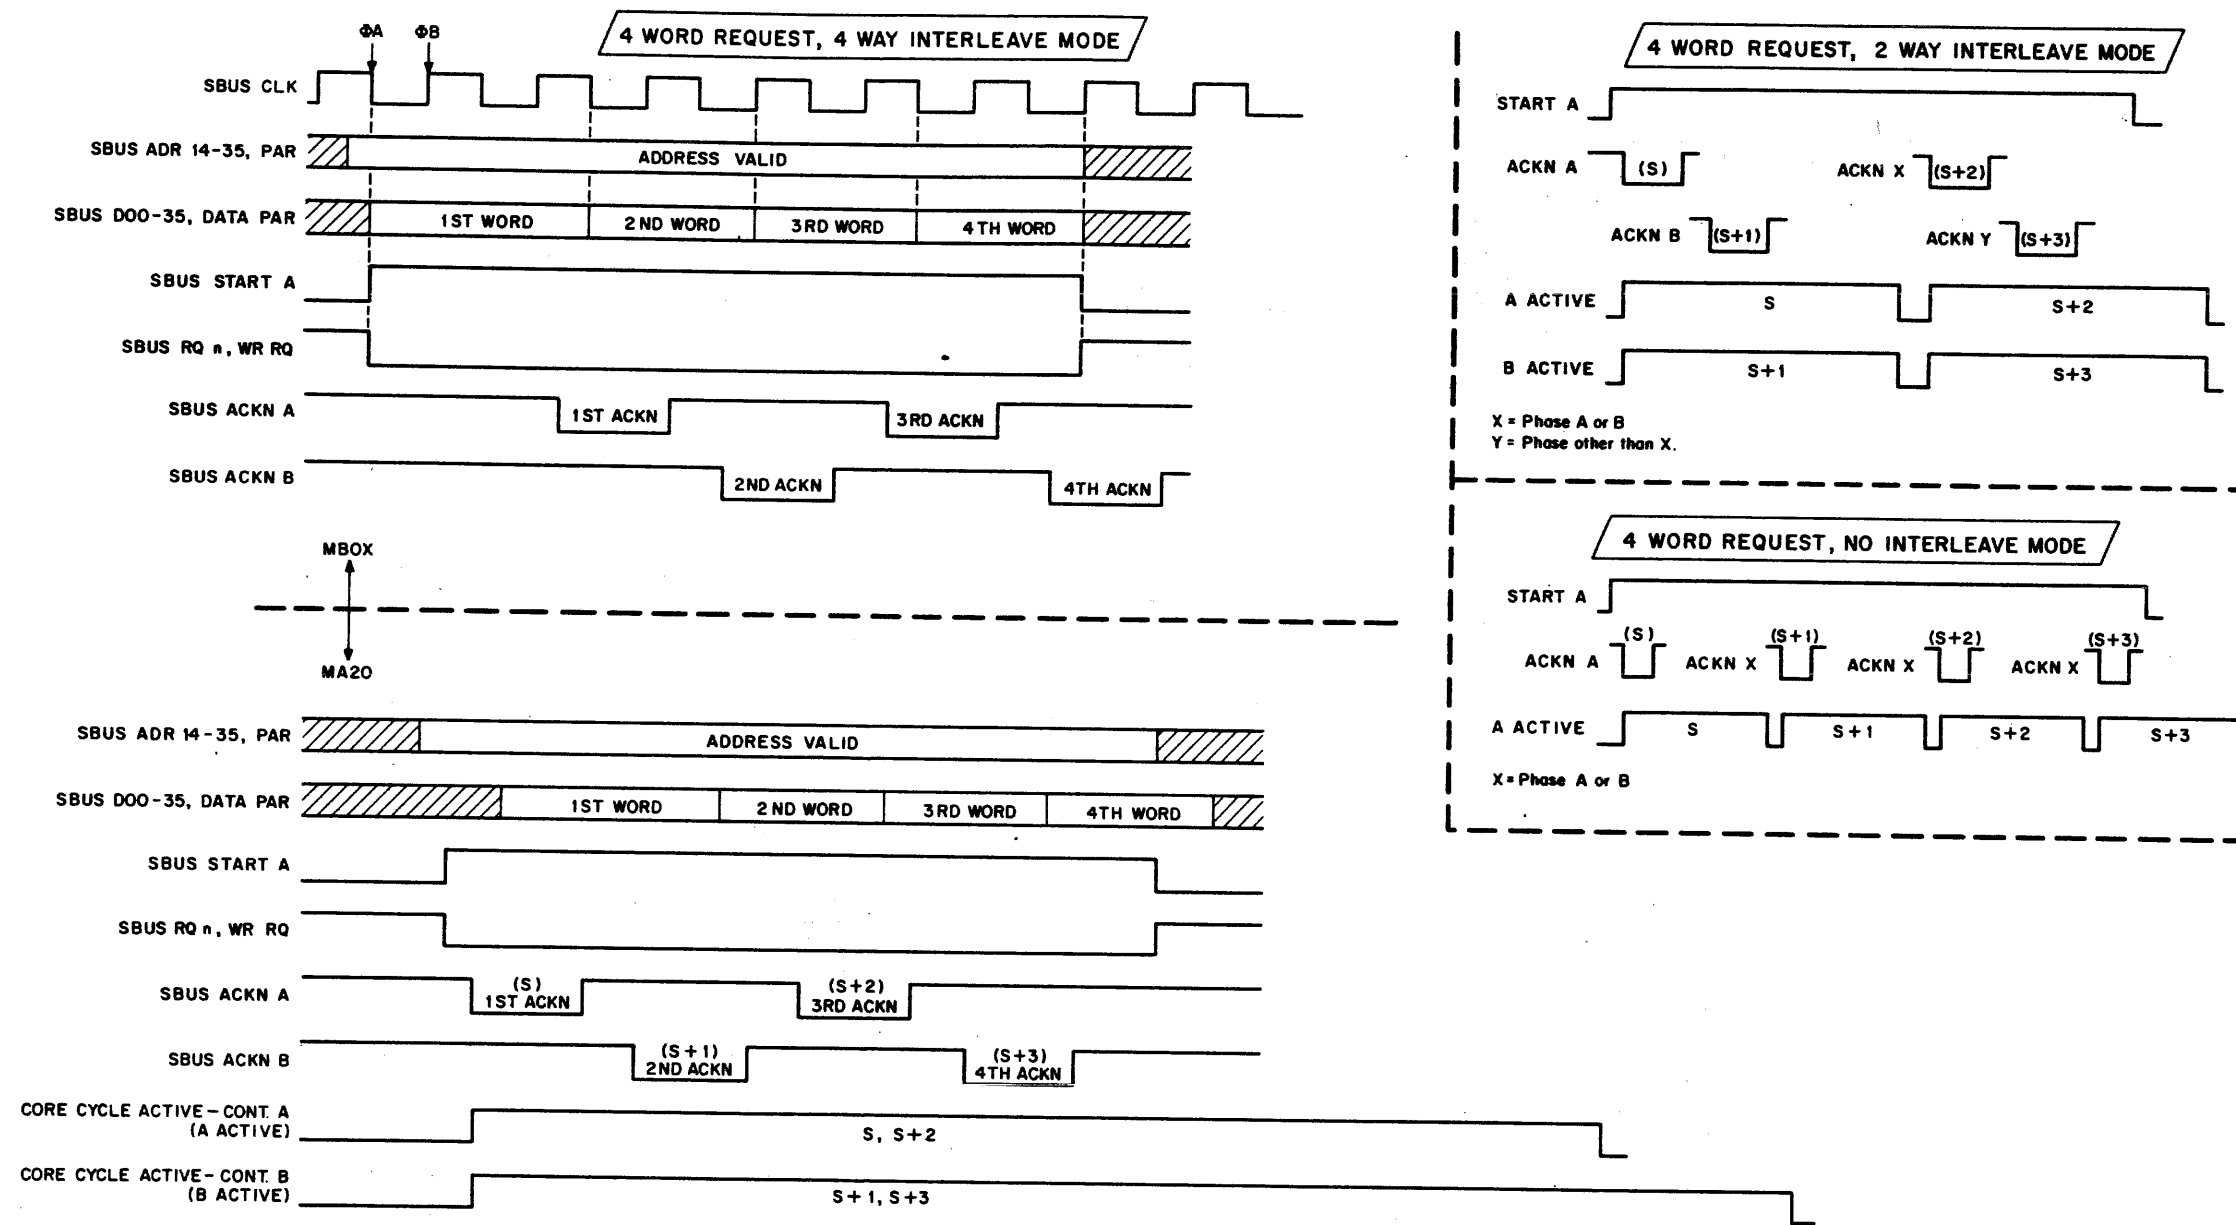 4 WORD REQUEST, 4 WAY INTERLEAVE MODE
ΦA
ΦB
SBUS CLK
SBUS ADR 14-35, PAR
ADDRESS VALID
SBUS D00-35, DATA PAR
1ST WORD
2ND WORD
3RD WORD
4TH WORD
SBUS START A
SBUS RQ n, WR RQ
SBUS ACKN A
1ST ACKN
3RD ACKN
SBUS ACKN B
2ND ACKN
4TH ACKN
MBOX
MA20
SBUS ADR 14-35, PAR
ADDRESS VALID
SBUS D00-35, DATA PAR
1ST WORD
2ND WORD
3RD WORD
4TH WORD
SBUS START A
SBUS RQ n, WR RQ
SBUS ACKN A
(S)
1ST ACKN
(S+2)
3RD ACKN
SBUS ACKN B
(S+1)
2ND ACKN
(S+3)
4TH ACKN
CORE CYCLE ACTIVE-CONT. A
(A ACTIVE)
S, S+2
CORE CYCLE ACTIVE-CONT. B
(B ACTIVE)
S+1, S+3
4 WORD REQUEST, 2 WAY INTERLEAVE MODE
START A
ACKN A
(S)
ACKN X
(S+2)
ACKN B
(S+1)
ACKN Y
(S+3)
A ACTIVE
S
S+2
B ACTIVE
S+1
S+3
X = Phase A or B
Y = Phase other than X.
4 WORD REQUEST, NO INTERLEAVE MODE
START A
ACKN A
(S)
ACKN X
(S+1)
ACKN X
(S+2)
ACKN X
(S+3)
A ACTIVE
S
S+1
S+2
S+3
X = Phase A or B